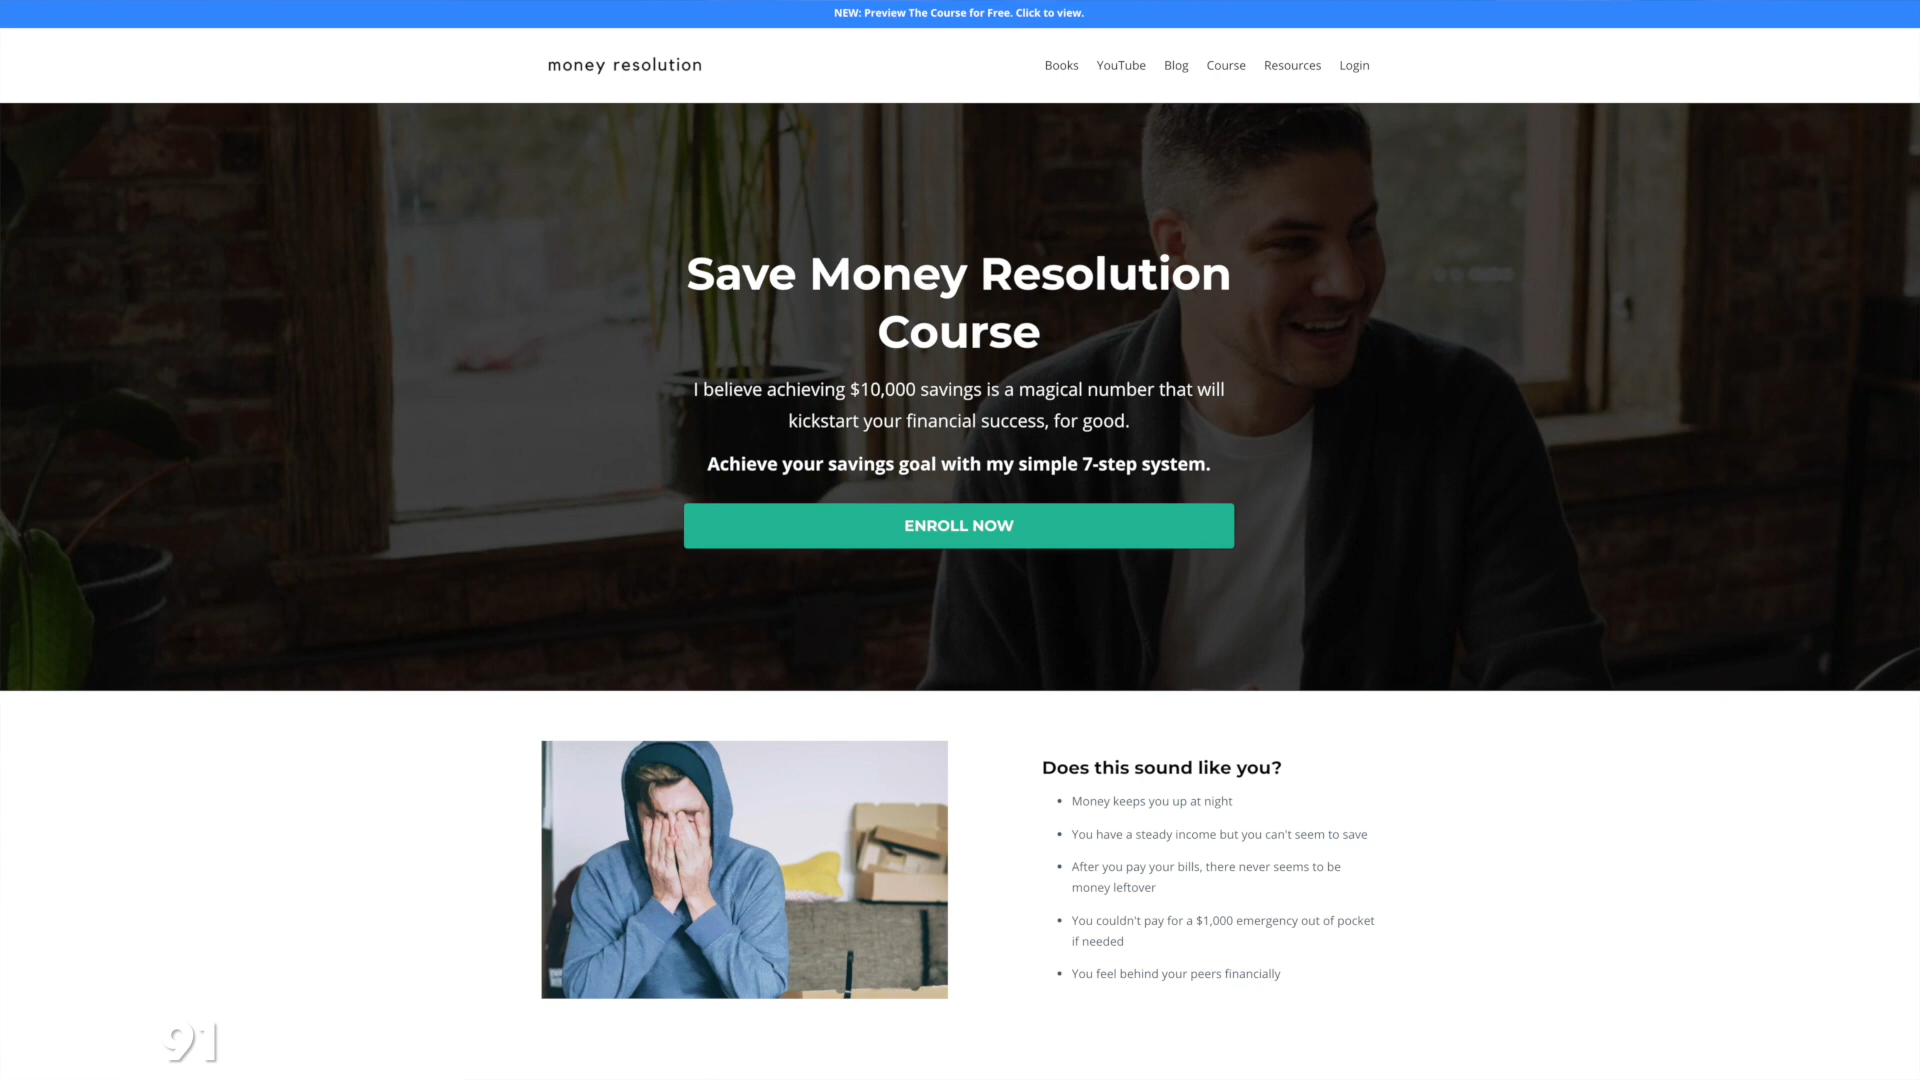 NEW: Preview The Course for Free. Click to view.
money resolution
Books YouTube Blog Course Resources Login
Save Money Resolution
Course
I believe achieving $10,000 savings is a magical number that will
kickstart your financial success, for good.
Achieve your savings goal with my simple 7-step system.
ENROLL NOW
Does this sound like you?
• Money keeps you up at night
• You have a steady income but you can't seem to save
• After you pay your bills, there never seems to be
money leftover
• You couldn't pay for a $1,000 emergency out of pocket
if needed
• You feel behind your peers financially
91